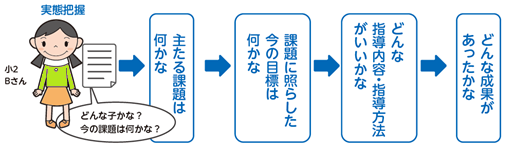 実態把握
小2
Bさん
どんな子かな？
今の課題は何かな？
主たる課題は
何かな
課題に照らした
今の目標は
何かな
どんな
指導内容・指導方法
がいいかな
どんな成果が
あったかな